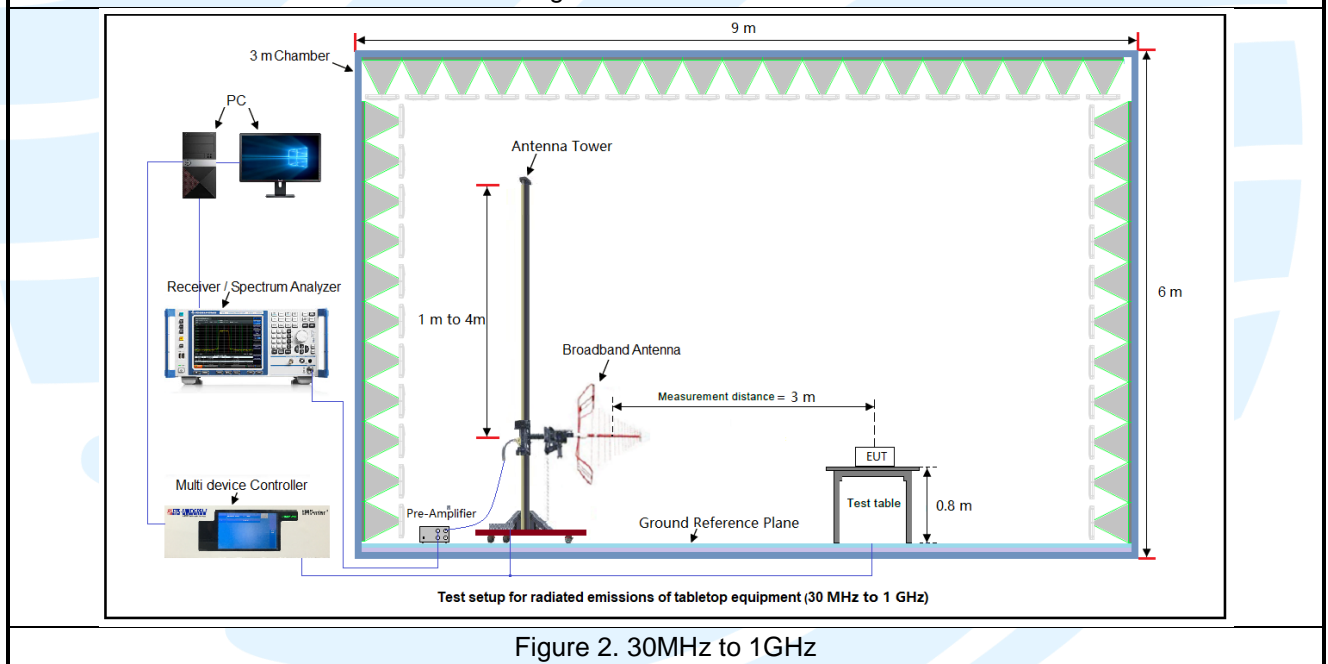 9 m
3 m Chamber
PC
Antenna Tower
Receiver / Spectrum Analyzer
6 m
1 m to 4m
Broadband Antenna
Measurement distance = 3 m
EUT
Multi device Controller
Pre-Amplifier
Test table
0.8 m
Ground Reference Plane
Test setup for radiated emissions of tabletop equipment (30 MHz to 1 GHz)
Figure 2. 30MHz to 1GHz